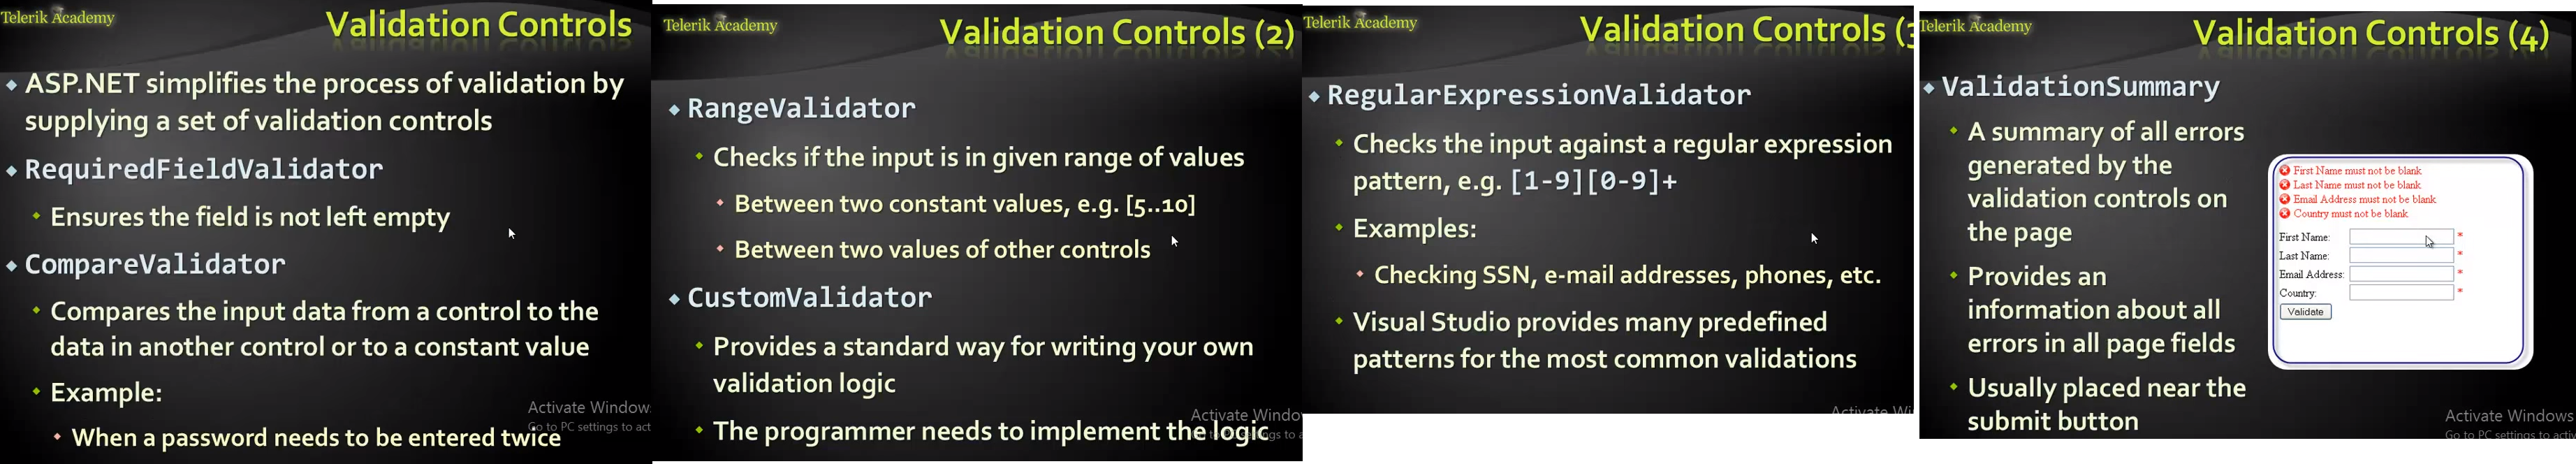 Telerik Academy
Validation Controls
ASP.NET simplifies the process of validation by
supplying a set of validation controls
RequiredFieldValidator
Ensures the field is not left empty
CompareValidator
Compares the input data from a control to the
data in another control or to a constant value
Example:
When a password needs to be entered twice
Activate Window
Go to PC settings to act
Telerik Academy
Validation Controls (2)
RangeValidator
Checks if the input is in given range of values
Between two constant values, e.g. [5..10]
Between two values of other controls
CustomValidator
Provides a standard way for writing your own
validation logic
The programmer needs to implement the logic
Activate Windo
Telerik Academy
Validation Controls (3
RegularExpressionValidator
Checks the input against a regular expression
pattern, e.g. [1-9][0-9]+
Examples:
Checking SSN, e-mail addresses, phones, etc.
Visual Studio provides many predefined
patterns for the most common validations
Activate Wi
Telerik Academy
Validation Controls (4)
ValidationSummary
A summary of all errors
generated by the
validation controls on
the page
Provides an
information about all
errors in all page fields
Usually placed near the
submit button
First Name must not be blank
Last Name must not be blank
Email Address must not be blank
Country must not be blank
First Name: *
Last Name: *
Email Address: *
Country: *
Validate
Activate Windows
Go to PC settings to activ